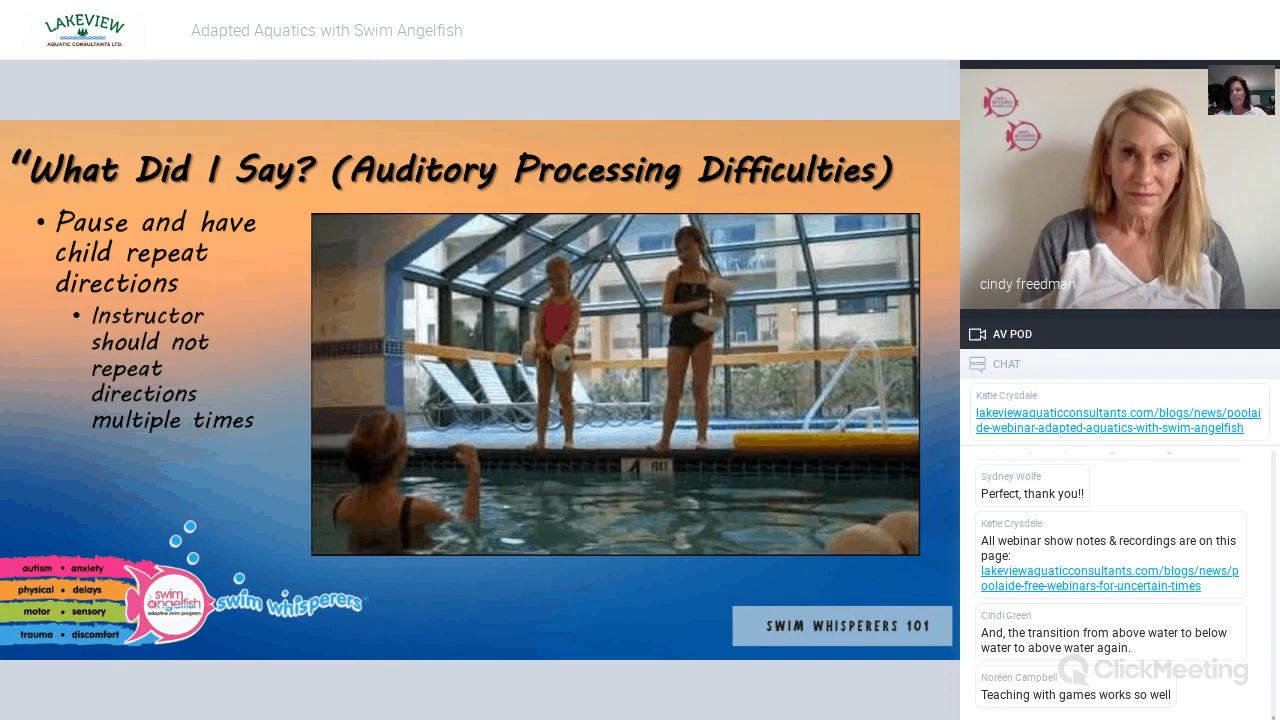 LAKEVIEW
AQUATIC CONSULTANTS LTD.
Adapted Aquatics with Swim Angelfish
"What Did I Say? (Auditory Processing Difficulties)
• Pause and have
child repeat
directions
• Instructor
should not
repeat
directions
multiple times
4 FEET
autism • anxiety
physical • delays
motor • sensory
trauma • discomfort
swim
angelfish
adaptive swim program
swim whisperers
SWIM WHISPERERS 101
cindy freedman
AV POD
CHAT
Katie Crysdale
lakeviewaquaticconsultants.com/blogs/news/poolai
de-webinar-adapted-aquatics-with-swim-angelfish
Sydney Wolfe
Perfect, thank you!!
Katie Crysdale
All webinar show notes & recordings are on this
page:
lakeviewaquaticconsultants.com/blogs/news/p
oolaide-free-webinars-for-uncertain-times
Cindi Green
And, the transition from above water to below
water to above water again.
Noreen Campbell
Teaching with games works so well
ClickMeeting